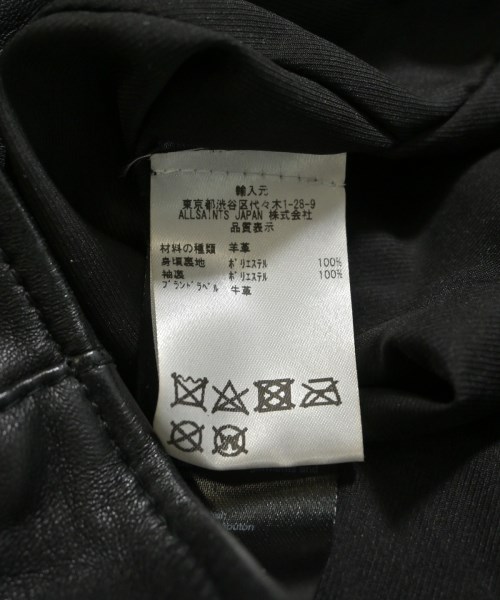 輸入元
東京都渋谷区代々木1-28-9
ALLSAINTS JAPAN 株式会社
品質表示
材料の種類 羊革
身頃裏地 ポリエステル 100%
袖裏 ポリエステル 100%
ブランドラベル 牛革